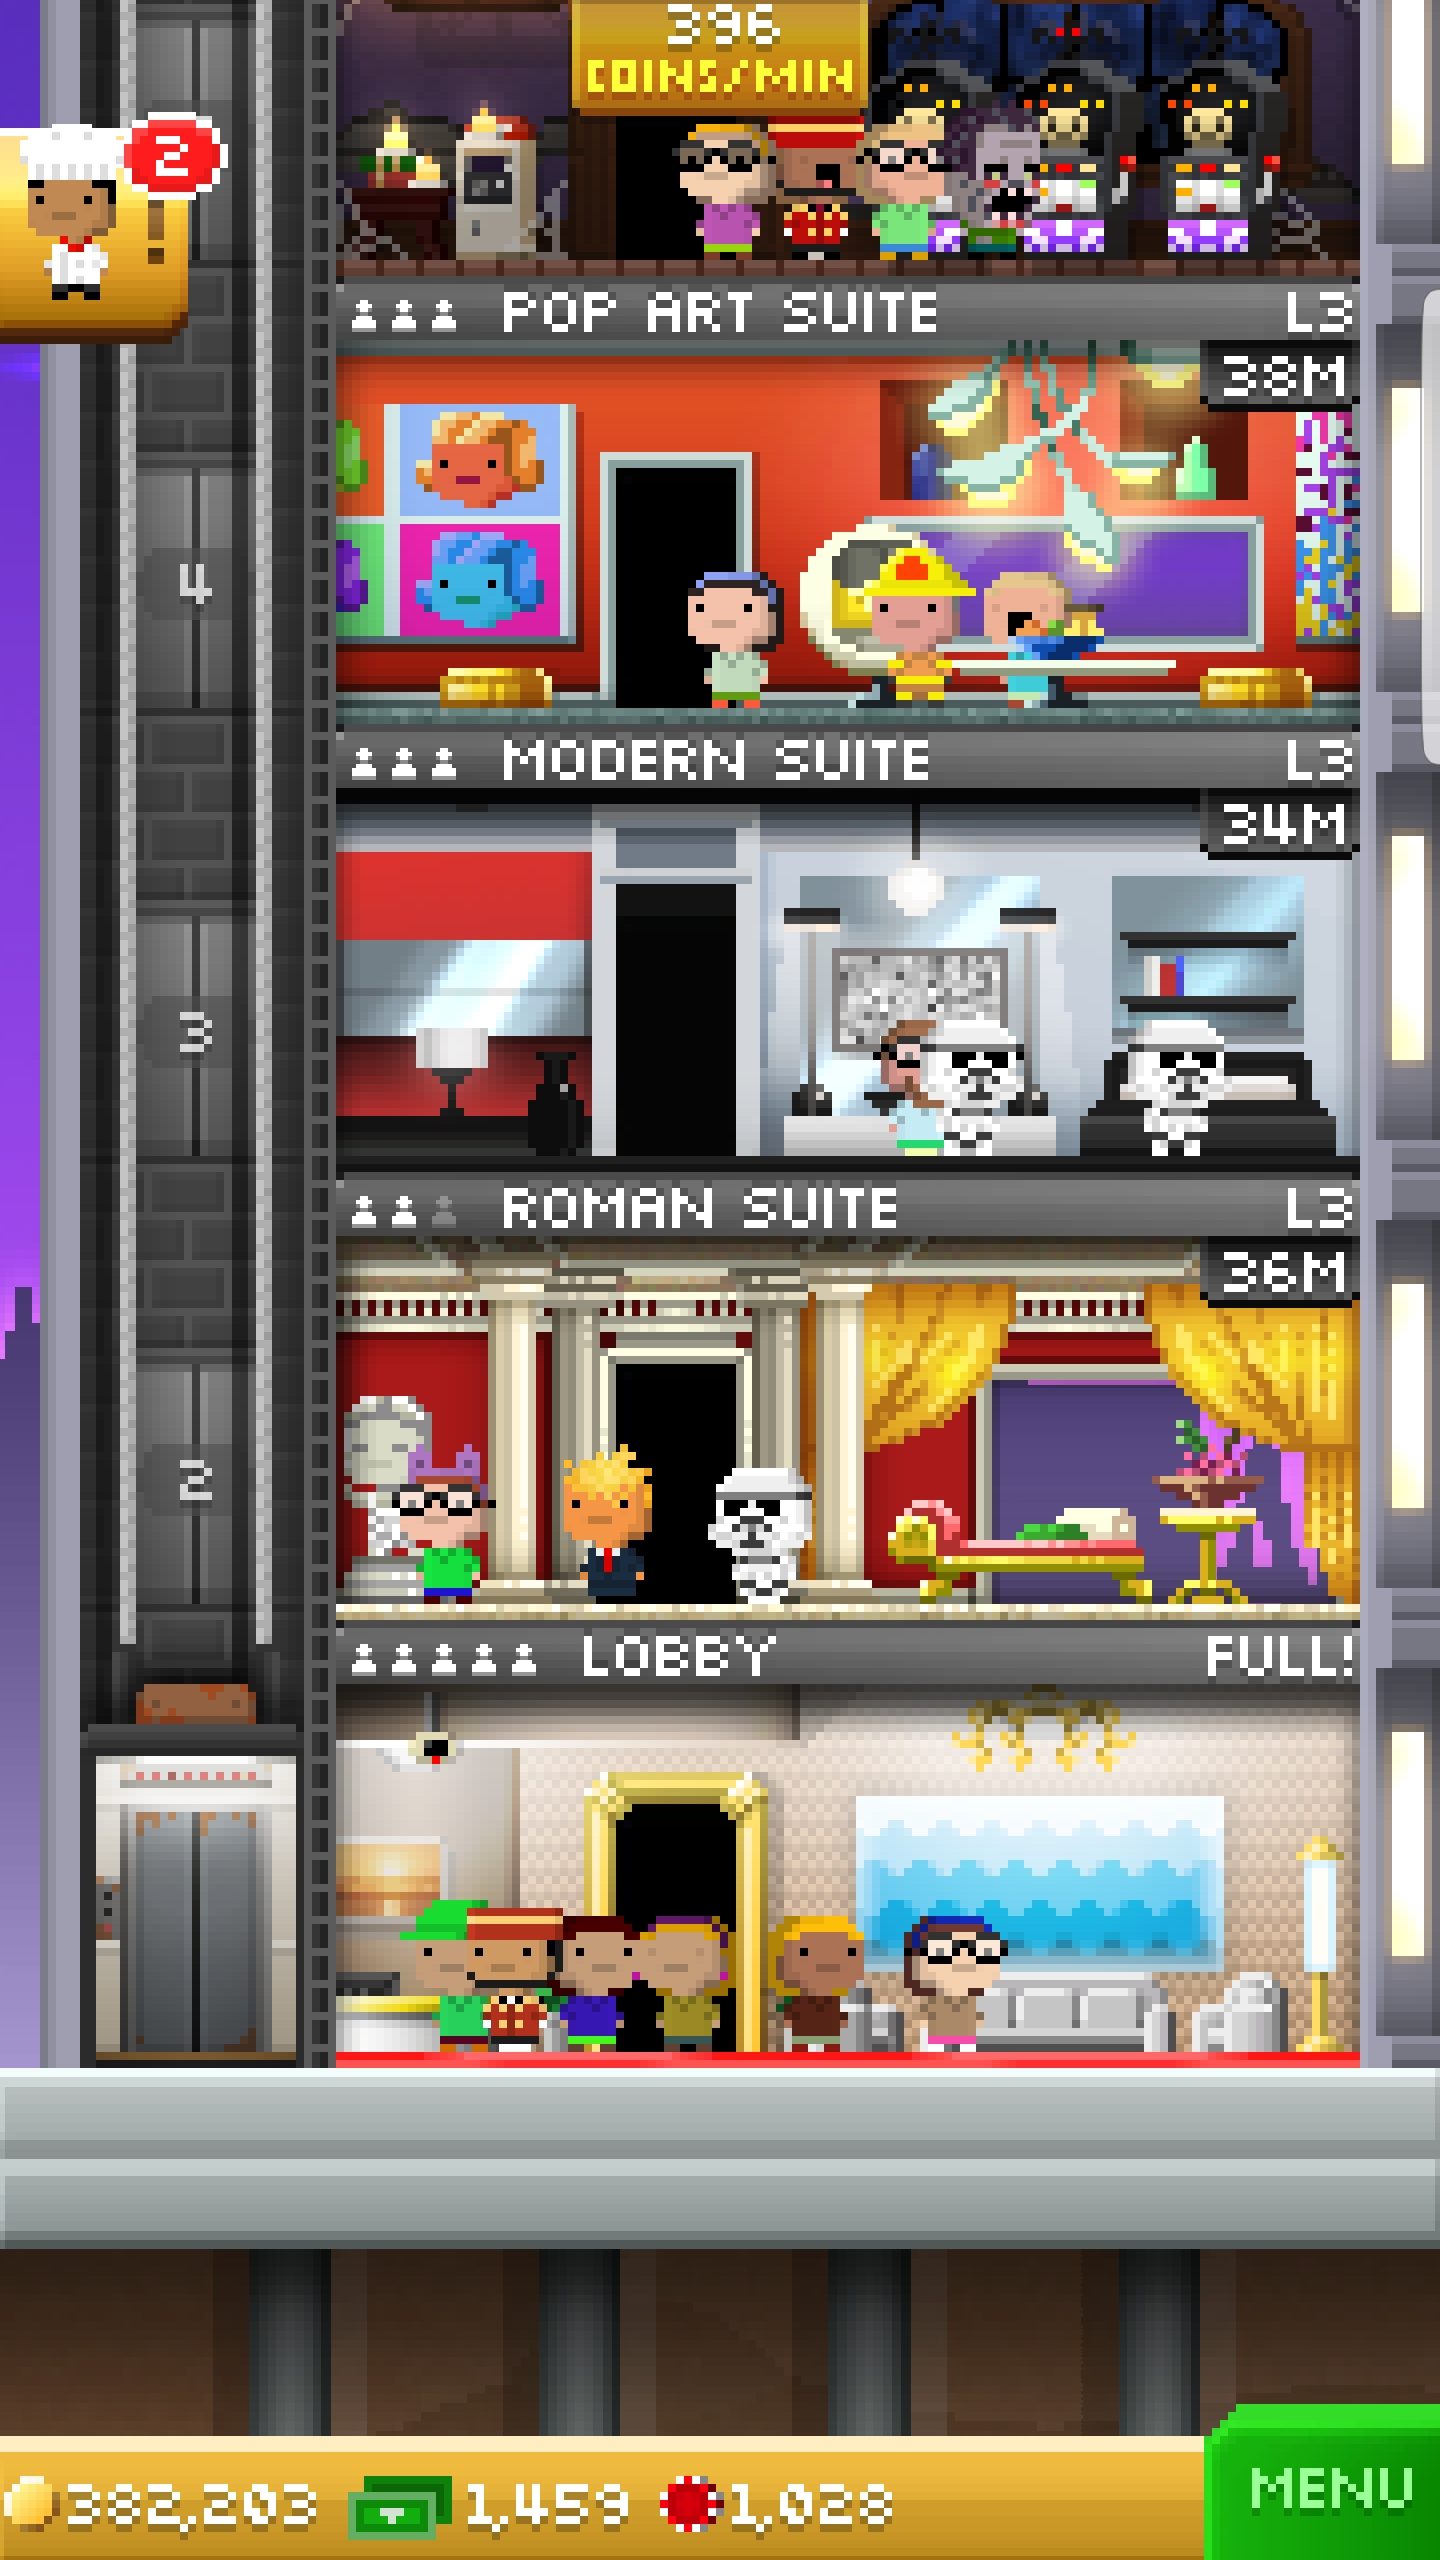 396
COINS/MIN
2
POP ART SUITE L3
38M
4
MODERN SUITE L3
34M
3
ROMAN SUITE L3
36M
2
LOBBY FULL!
382,203 1,459 1,028
MENU